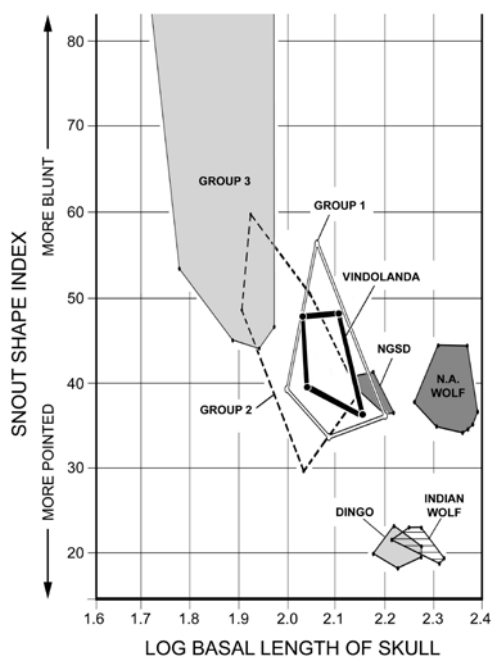 SNOUT SHAPE INDEX
MORE BLUNT
MORE POINTED
80
70
60
50
40
30
20
GROUP 3
GROUP 1
VINDOLANDA
NGSD
N.A.
WOLF
GROUP 2
DINGO
INDIAN
WOLF
1.6 1.7 1.8 1.9 2.0 2.1 2.2 2.3 2.4
LOG BASAL LENGTH OF SKULL